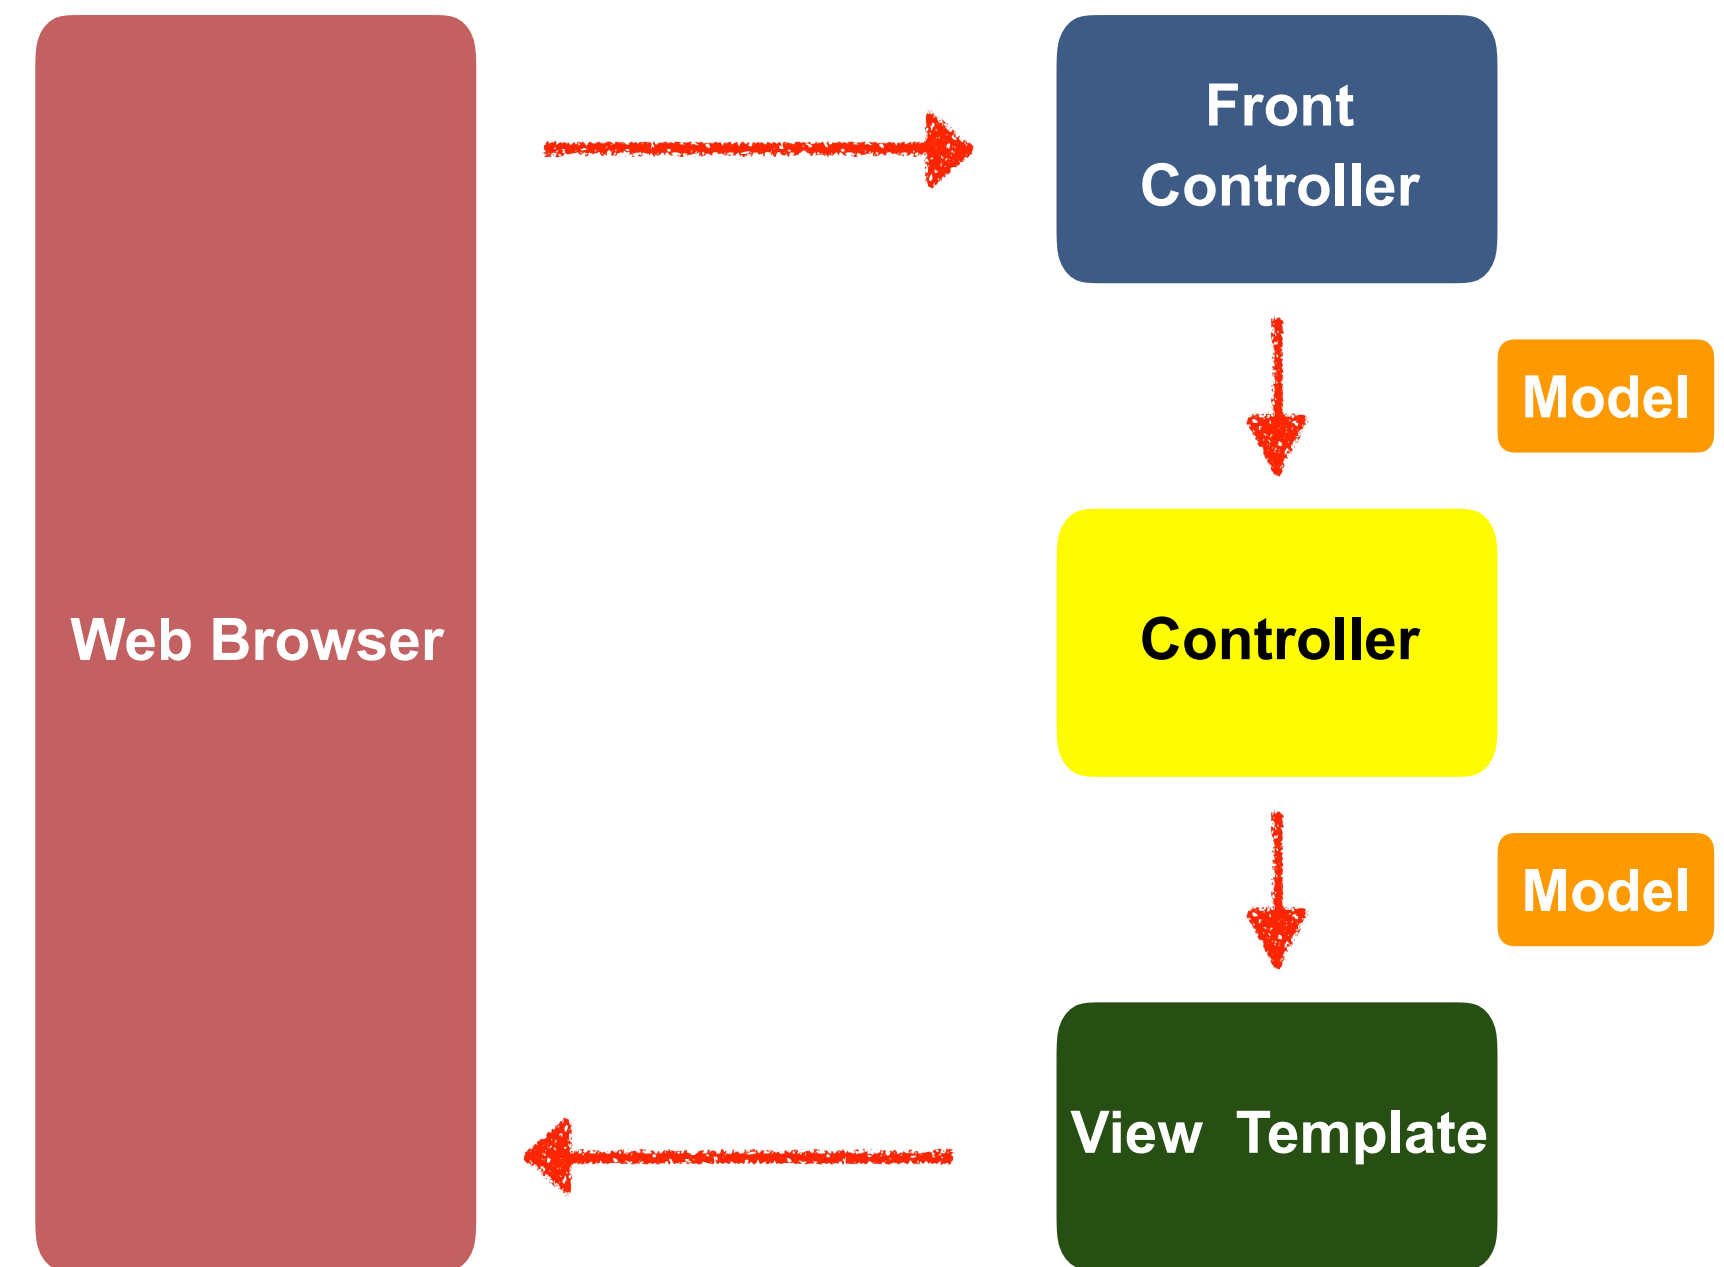 Front
Controller
Model
Web Browser
Controller
Model
View Template